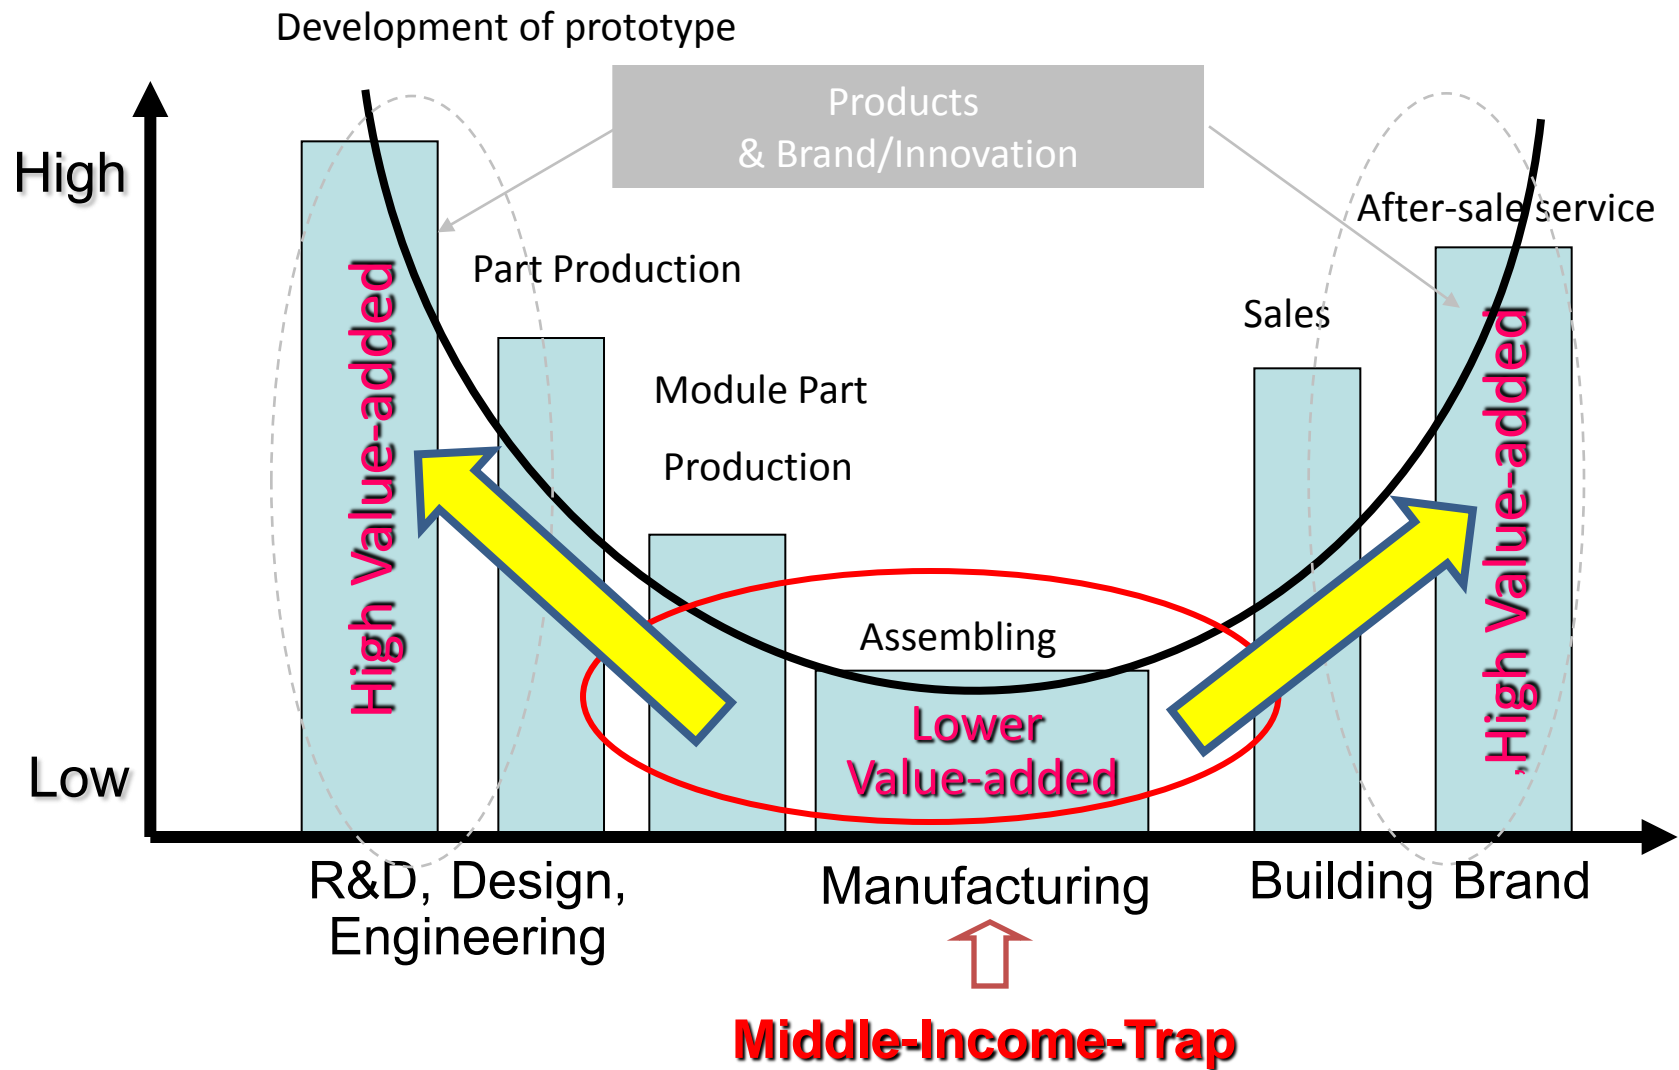 Development of prototype
Products
& Brand/Innovation
High
After-sale service
Part Production
Sales
Module Part
Production
High Value-added
,High Value-added
Assembling
Lower
Value-added
Low
R&D, Design,
Engineering
Manufacturing
Building Brand
Middle-Income-Trap